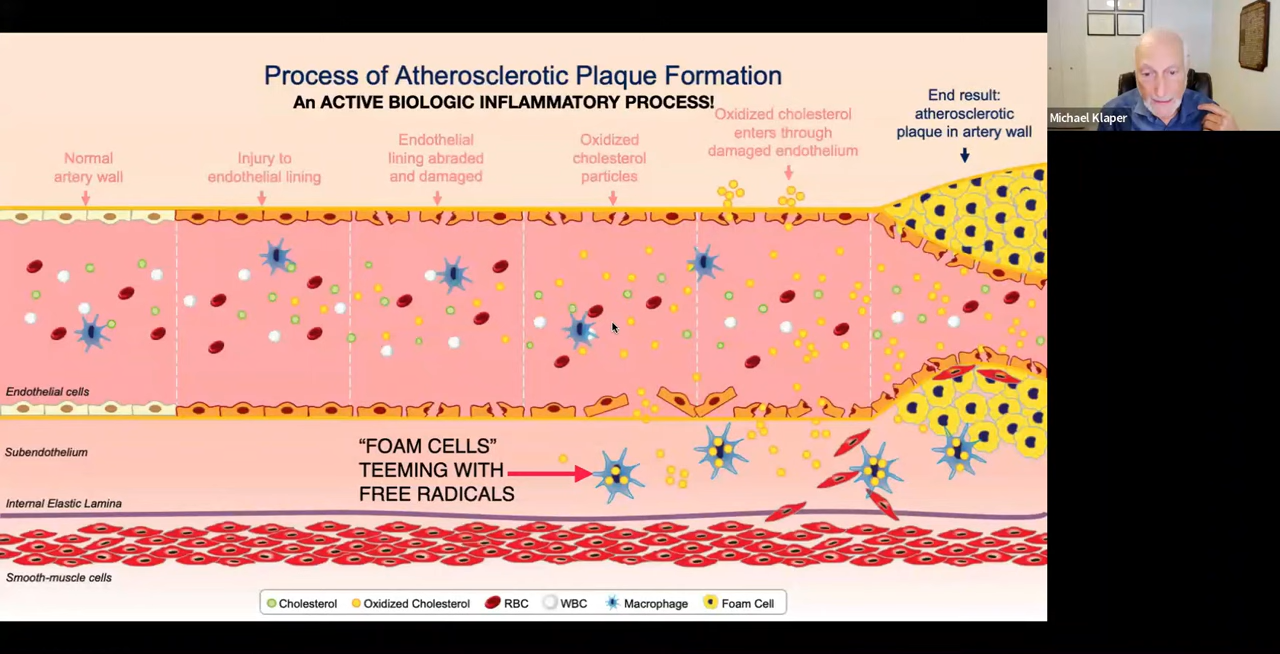 Process of Atherosclerotic Plaque Formation
An ACTIVE BIOLOGIC INFLAMMATORY PROCESS!
Normal
artery wall
Injury to
endothelial lining
Endothelial
lining abraded
and damaged
Oxidized
cholesterol
particles
Oxidized cholesterol
enters through
damaged endothelium
End result:
atherosclerotic
plaque in artery wall
Michael Klaper
Endothelial cells
Subendothelium
"FOAM CELLS"
TEEMING WITH
FREE RADICALS
Internal Elastic Lamina
Smooth-muscle cells
Cholesterol Oxidized Cholesterol RBC WBC Macrophage Foam Cell